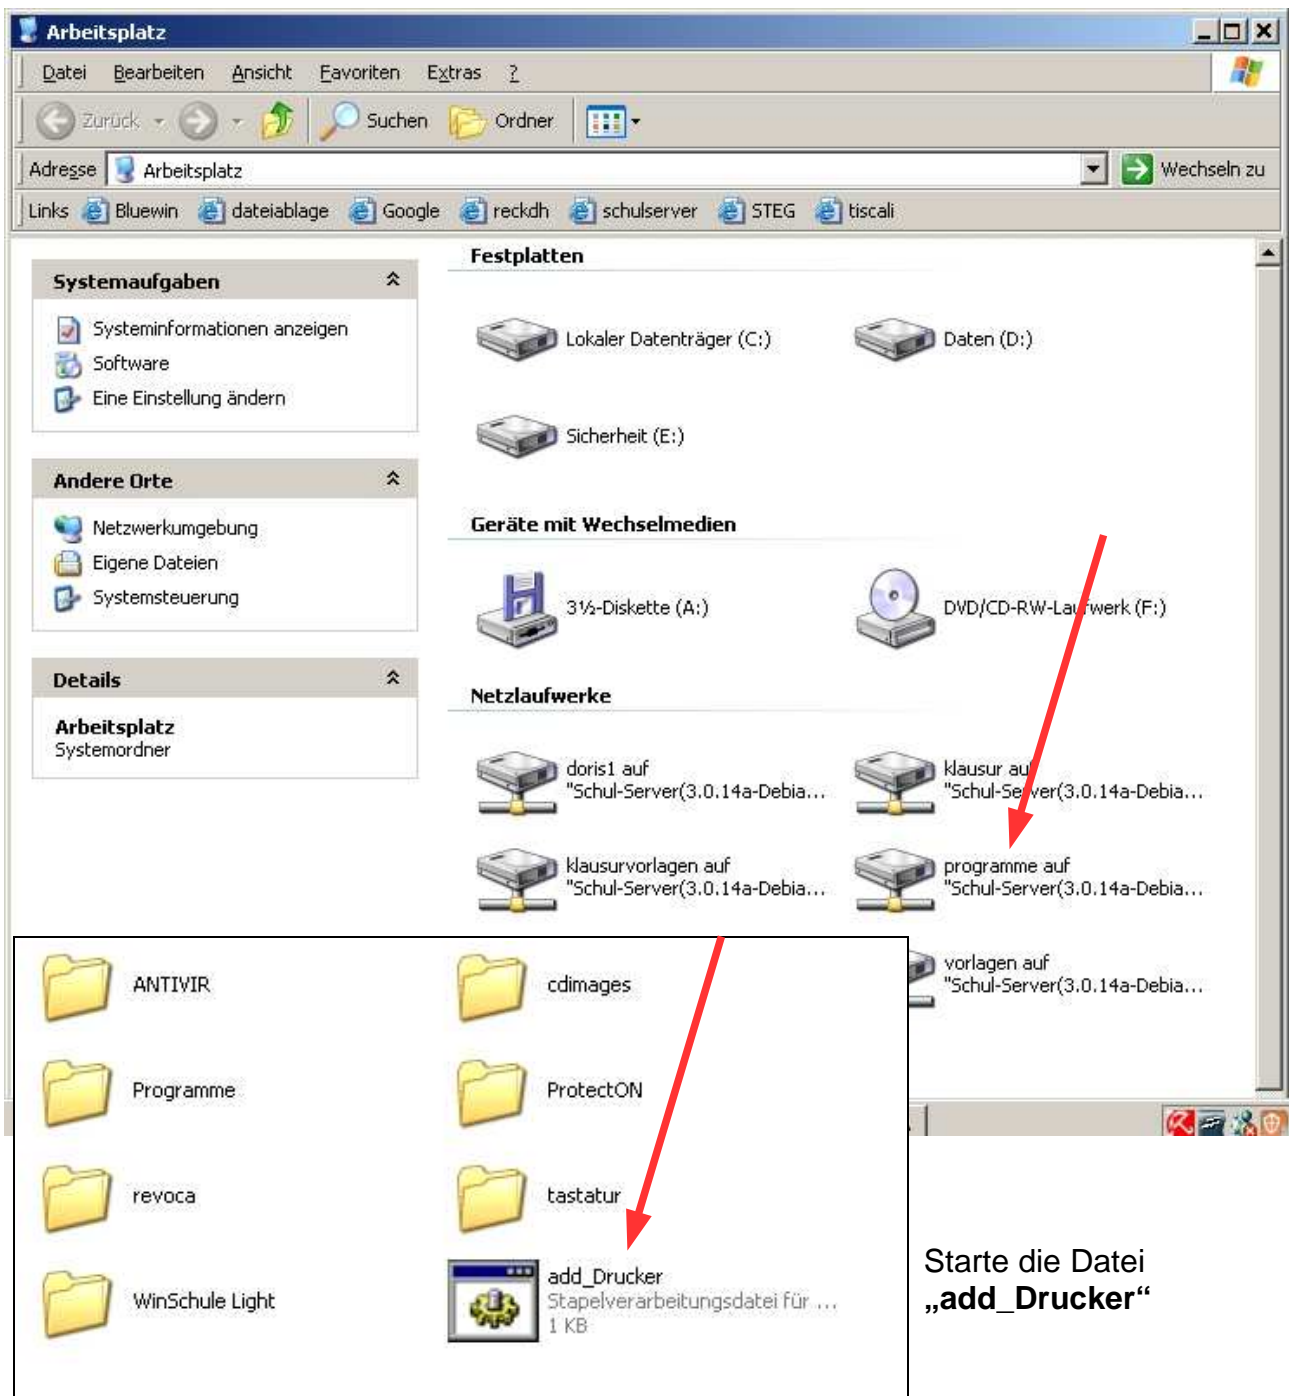 Arbeitsplatz
Datei Bearbeiten Ansicht Favoriten Extras ?
Zurück Suchen Ordner
Adresse Arbeitsplatz Wechseln zu
Links Bluewin dateiablage Google reckdh schulserver STEG tiscali
Systemaufgaben
Systeminformationen anzeigen
Software
Eine Einstellung ändern
Andere Orte
Netzwerkumgebung
Eigene Dateien
Systemsteuerung
Details
Arbeitsplatz
Systemordner
Festplatten
Lokaler Datenträger (C:)
Daten (D:)
Sicherheit (E:)
Geräte mit Wechselmedien
3½-Diskette (A:)
DVD/CD-RW-Laufwerk (F:)
Netzlaufwerke
doris1 auf
"Schul-Server(3.0.14a-Debia...
klausur auf
"Schul-Server(3.0.14a-Debia...
klausurvorlagen auf
"Schul-Server(3.0.14a-Debia...
programme auf
"Schul-Server(3.0.14a-Debia...
vorlagen auf
"Schul-Server(3.0.14a-Debia...
ANTIVIR
cdimages
Programme
ProtectON
revoca
tastatur
WinSchule Light
add_Drucker
Stapelverarbeitungsdatei für ...
1 KB
Starte die Datei
„add_Drucker“